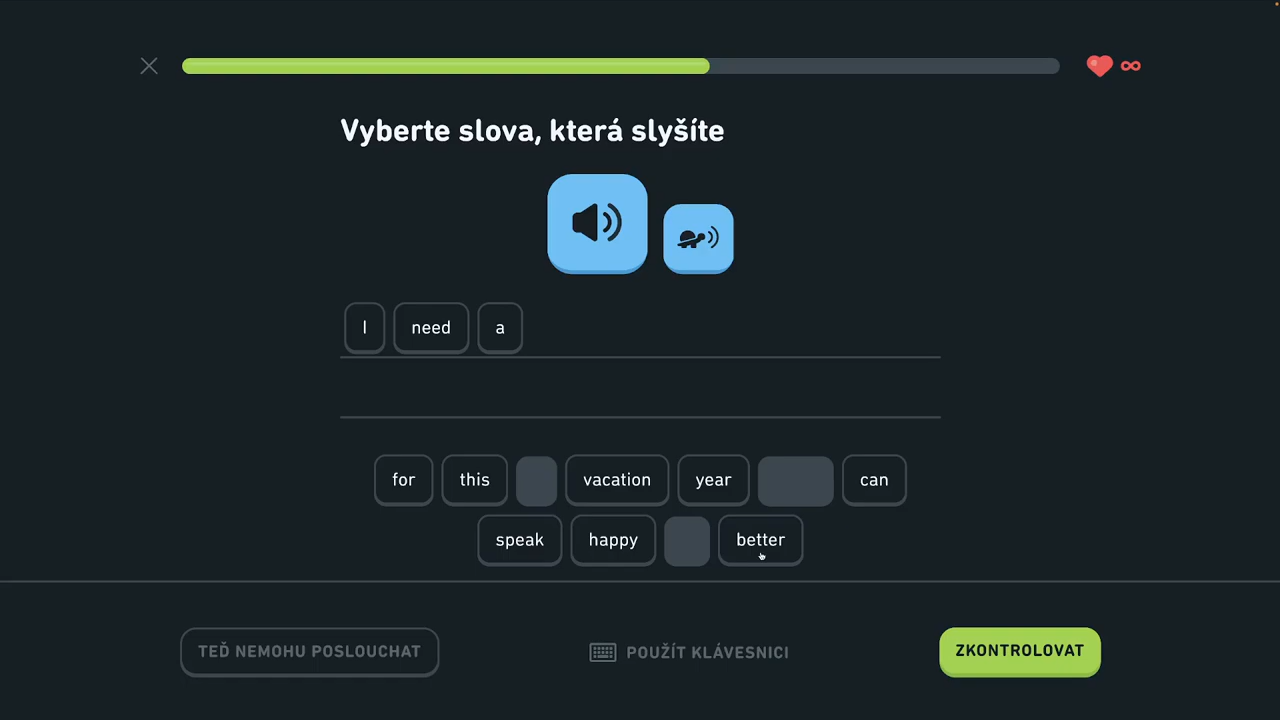 Vyberte slova, která slyšíte
I need a
for this vacation year can
speak happy better
TEĎ NEMOHU POSLOUCHAT POUŽÍT KLÁVESNICI ZKONTROLOVAT